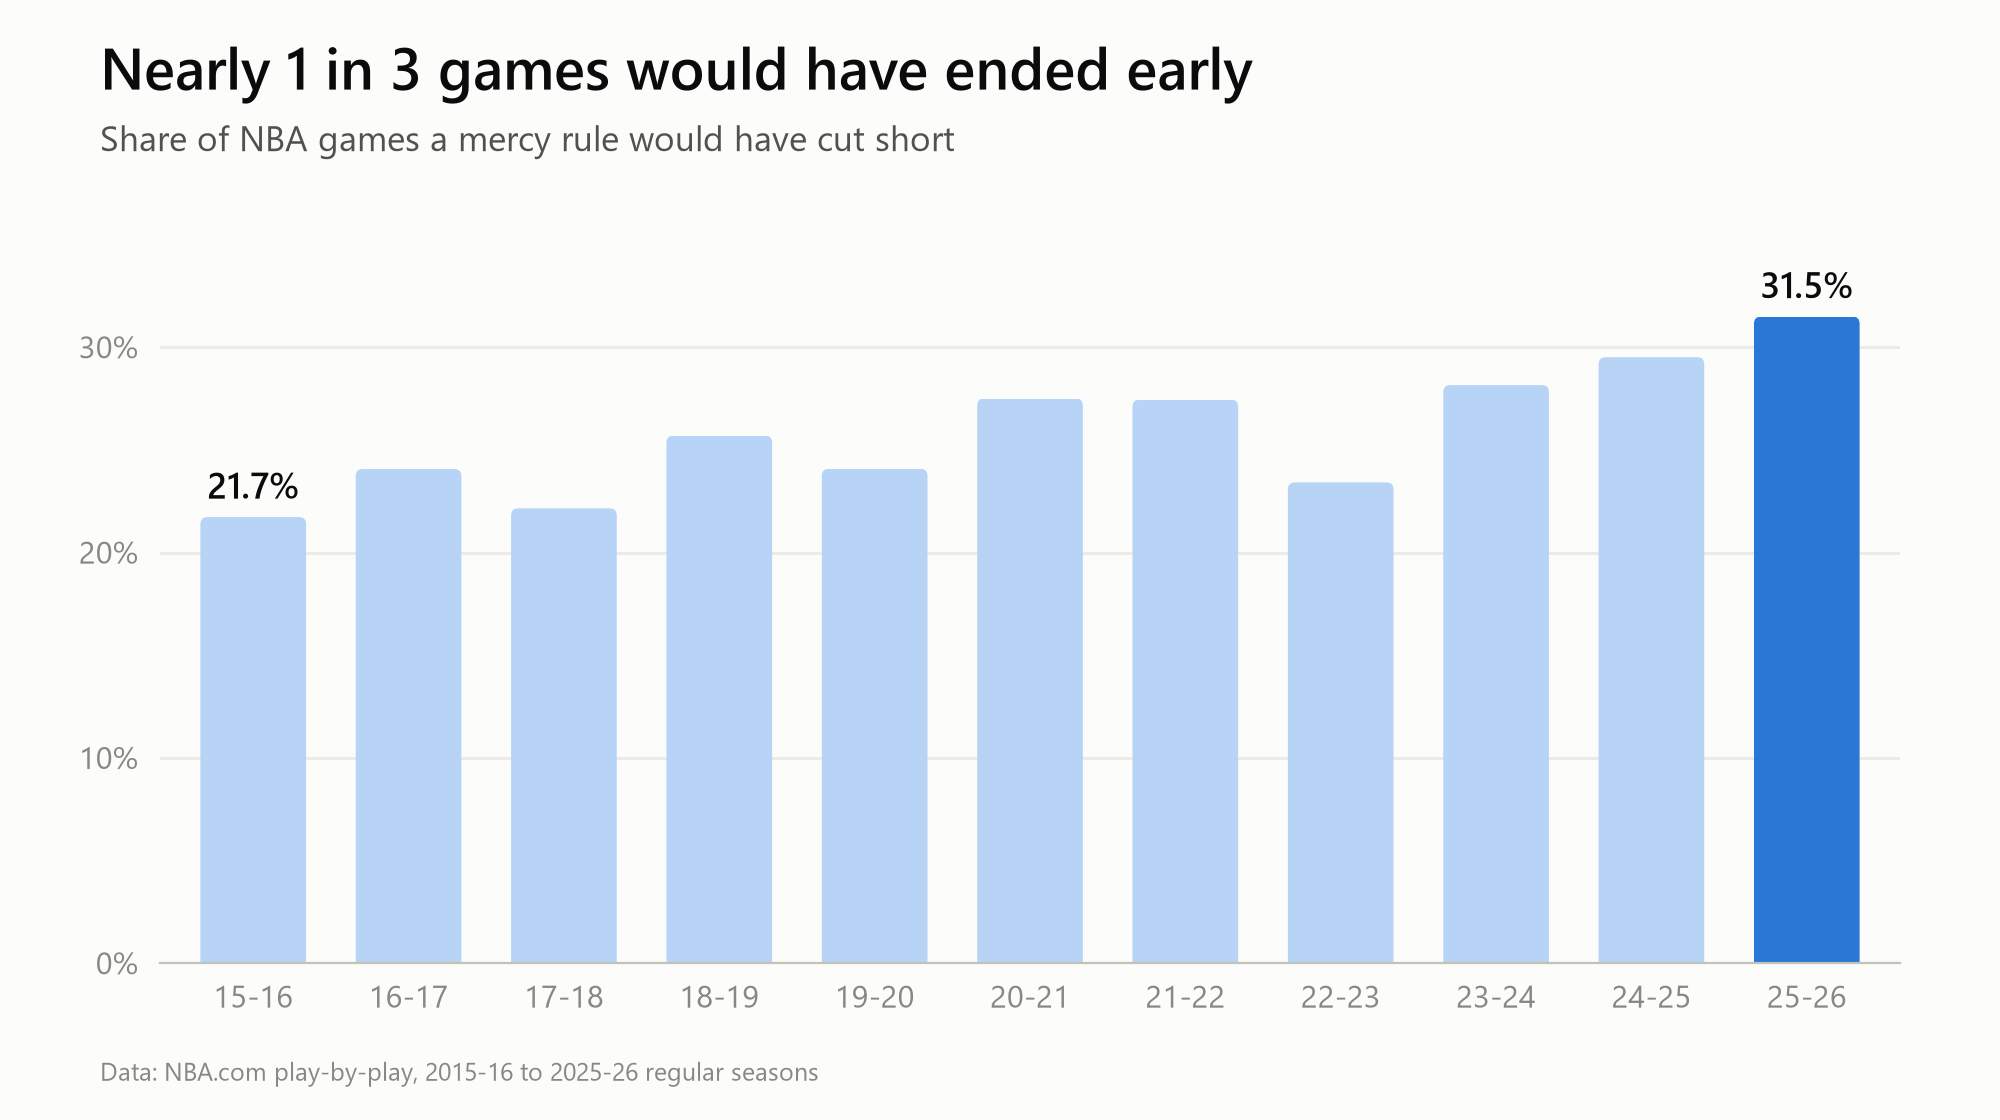 Nearly 1 in 3 games would have ended early
Share of NBA games a mercy rule would have cut short
31.5%
30%
21.7%
20%
10%
0%
15-16 16-17 17-18 18-19 19-20 20-21 21-22 22-23 23-24 24-25 25-26
Data: NBA.com play-by-play, 2015-16 to 2025-26 regular seasons